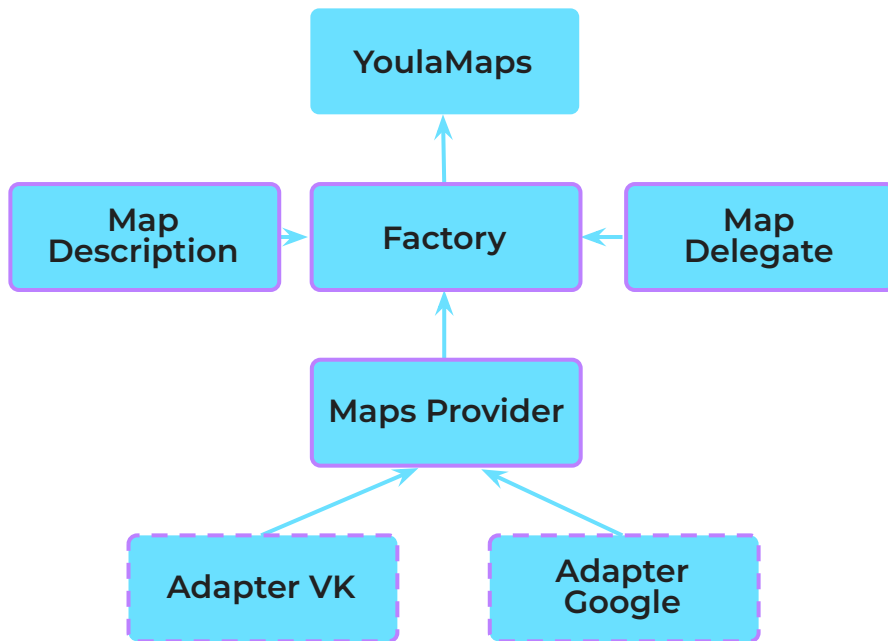 YoulaMaps
Map
Description
Factory
Map
Delegate
Maps Provider
Adapter VK
Adapter
Google